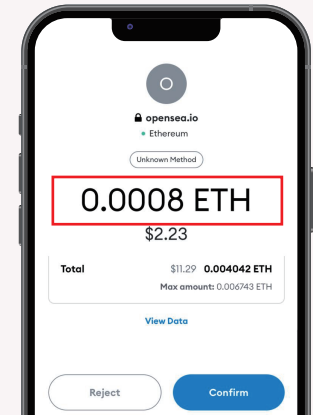 O
opensea.io
Ethereum
Unknown Method
0.0008 ETH
$2.23
Total $11.29 0.004042 ETH
Max amount: 0.006743 ETH
View Data
Reject Confirm